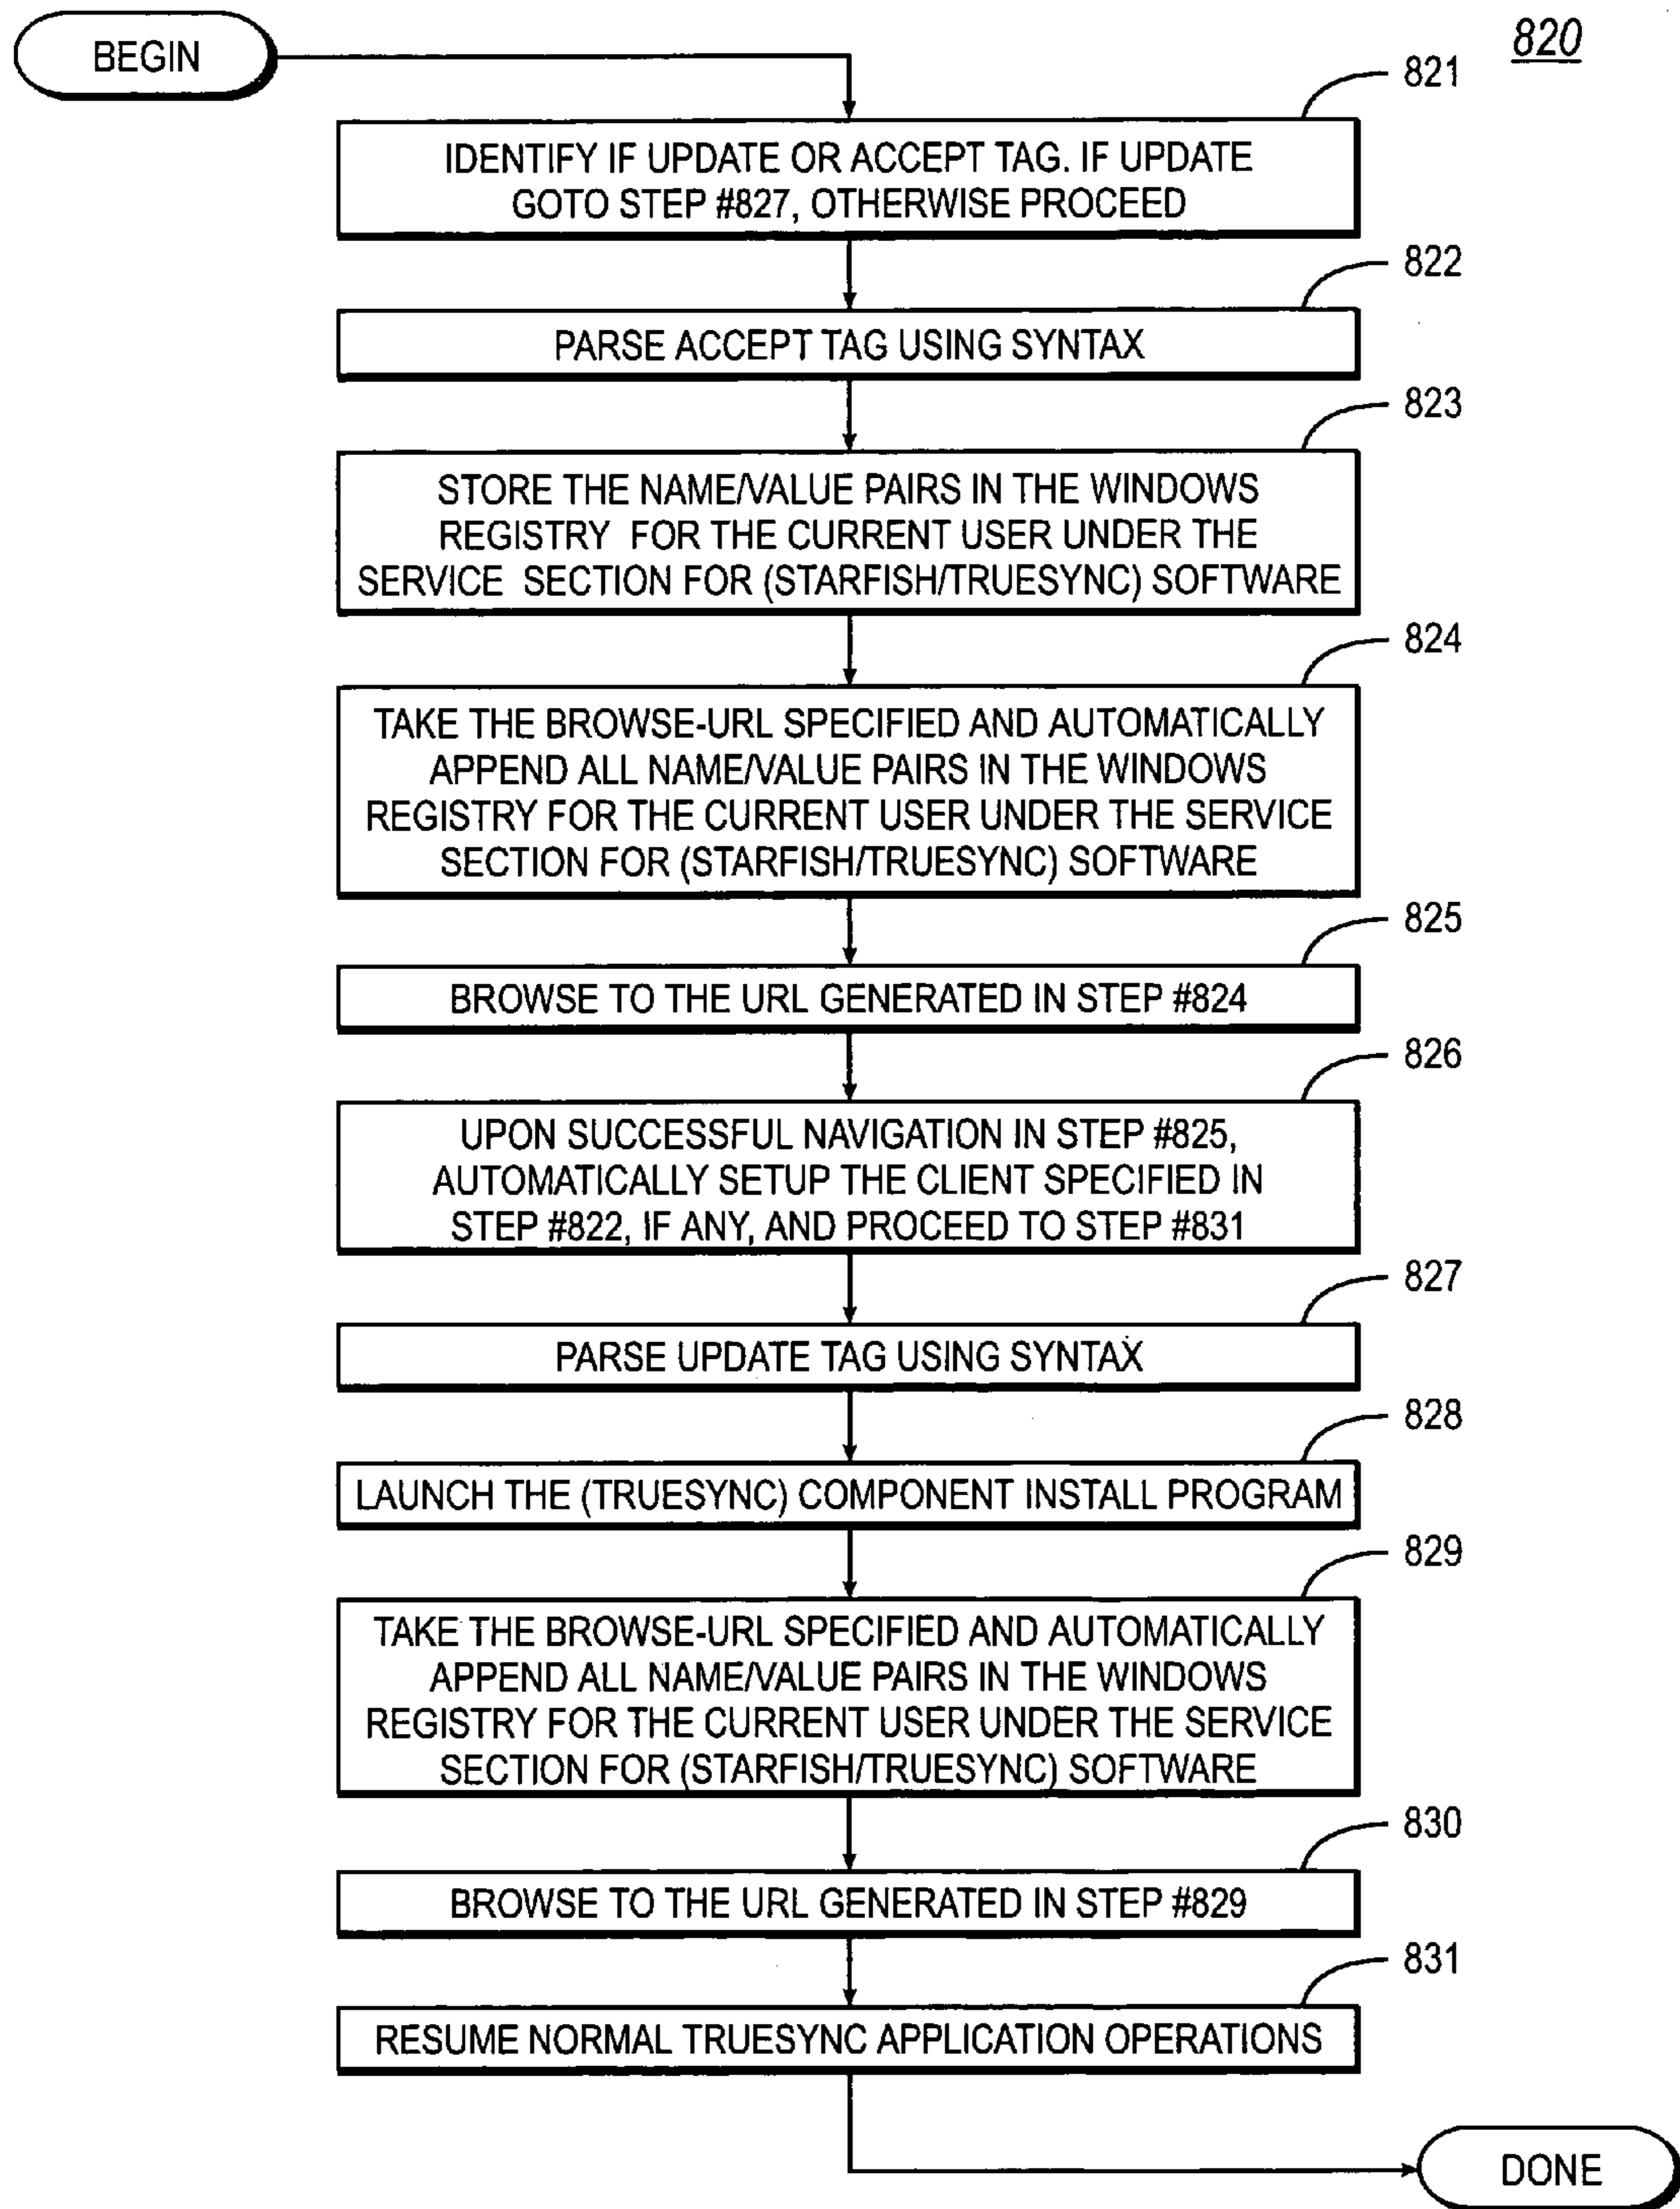 820
BEGIN
821
IDENTIFY IF UPDATE OR ACCEPT TAG. IF UPDATE
GOTO STEP #827, OTHERWISE PROCEED
822
PARSE ACCEPT TAG USING SYNTAX
823
STORE THE NAME/VALUE PAIRS IN THE WINDOWS
REGISTRY FOR THE CURRENT USER UNDER THE
SERVICE SECTION FOR (STARFISH/TRUESYNC) SOFTWARE
824
TAKE THE BROWSE-URL SPECIFIED AND AUTOMATICALLY
APPEND ALL NAME/VALUE PAIRS IN THE WINDOWS
REGISTRY FOR THE CURRENT USER UNDER THE SERVICE
SECTION FOR (STARFISH/TRUESYNC) SOFTWARE
825
BROWSE TO THE URL GENERATED IN STEP #824
826
UPON SUCCESSFUL NAVIGATION IN STEP #825,
AUTOMATICALLY SETUP THE CLIENT SPECIFIED IN
STEP #822, IF ANY, AND PROCEED TO STEP #831
827
PARSE UPDATE TAG USING SYNTAX
828
LAUNCH THE (TRUESYNC) COMPONENT INSTALL PROGRAM
829
TAKE THE BROWSE-URL SPECIFIED AND AUTOMATICALLY
APPEND ALL NAME/VALUE PAIRS IN THE WINDOWS
REGISTRY FOR THE CURRENT USER UNDER THE SERVICE
SECTION FOR (STARFISH/TRUESYNC) SOFTWARE
830
BROWSE TO THE URL GENERATED IN STEP #829
831
RESUME NORMAL TRUESYNC APPLICATION OPERATIONS
DONE